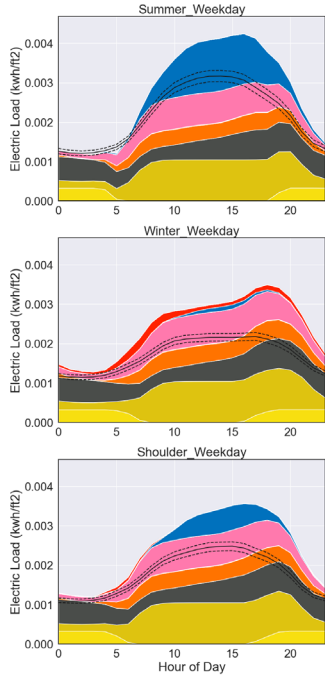 Summer_Weekday
Electric Load (kwh/ft2)
0.004
0.003
0.002
0.001
0.000
0 5 10 15 20
Winter_Weekday
Electric Load (kwh/ft2)
0.004
0.003
0.002
0.001
0.000
0 5 10 15 20
Shoulder_Weekday
Electric Load (kwh/ft2)
0.004
0.003
0.002
0.001
0.000
0 5 10 15 20
Hour of Day